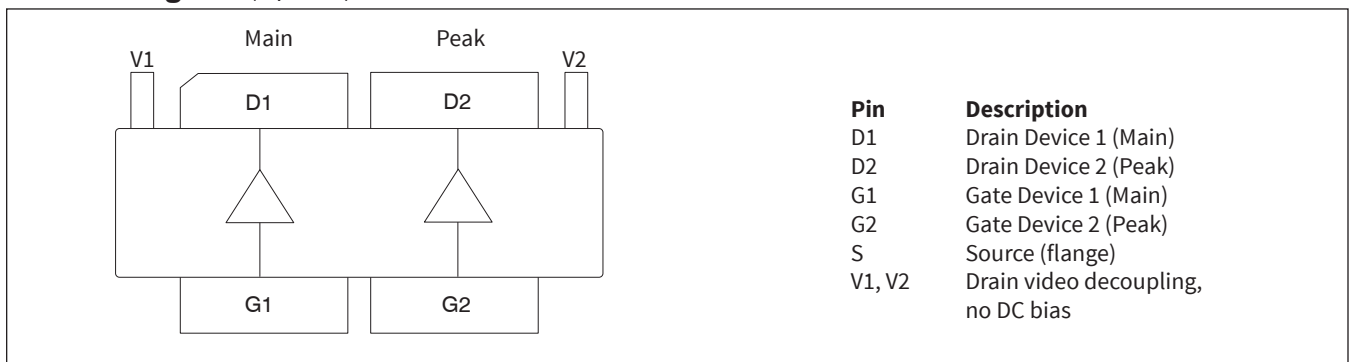 Main Peak
V1 V2
D1 D2
G1 G2
Pin Description
D1 Drain Device 1 (Main)
D2 Drain Device 2 (Peak)
G1 Gate Device 1 (Main)
G2 Gate Device 2 (Peak)
S Source (flange)
V1, V2 Drain video decoupling,
no DC bias